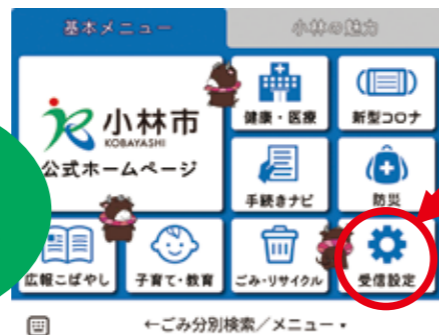 基本メニュー
小林の魅力
小林市
KOBAYASHI
公式ホームページ
健康・医療
新型コロナ
手続きナビ
防災
広報こばやし
子育て・教育
ごみ・リサイクル
受信設定
←ごみ分別検索／メニュー・